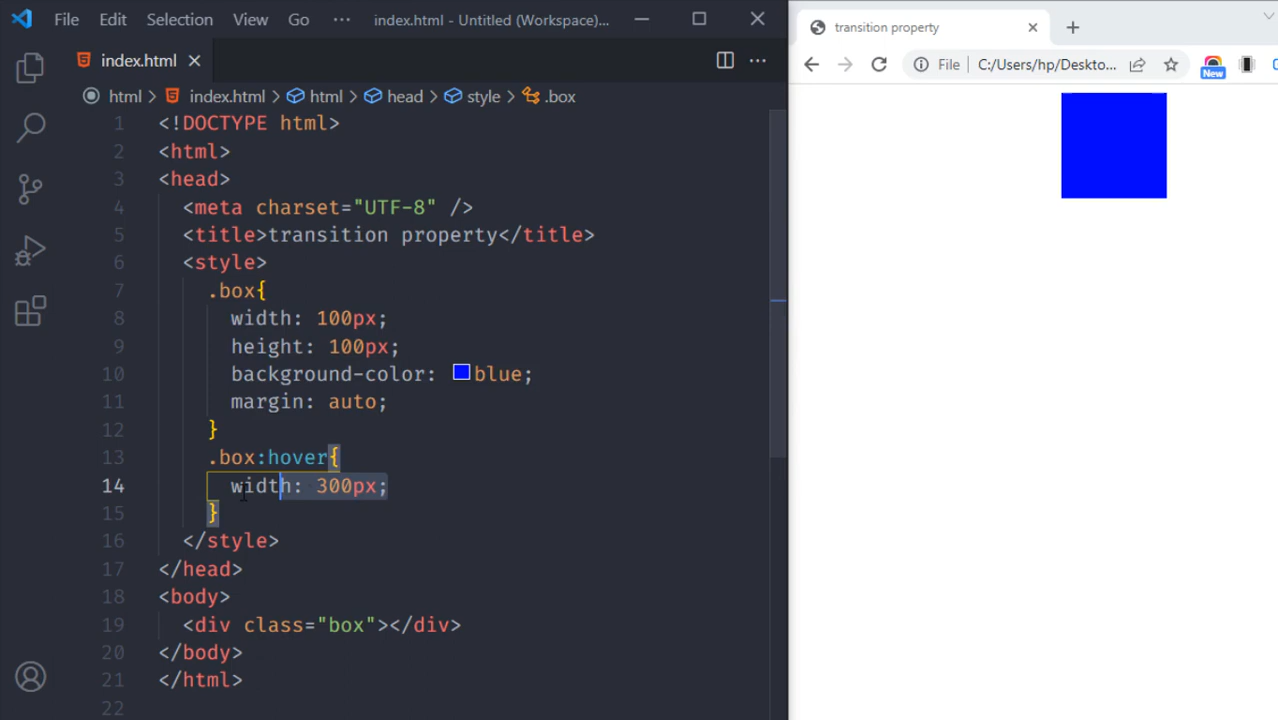 File Edit Selection View Go ··· index.html - Untitled (Workspace)...
index.html
html > index.html > html > head > style > .box
1 <!DOCTYPE html>
2 <html>
3 <head>
4 <meta charset="UTF-8" />
5 <title>transition property</title>
6 <style>
7 .box{
8 width: 100px;
9 height: 100px;
10 background-color: blue;
11 margin: auto;
12 }
13 .box:hover{
14 width: 300px;
15 }
16 </style>
17 </head>
18 <body>
19 <div class="box"></div>
20 </body>
21 </html>
22
transition property
File | C:/Users/hp/Deskto...
New